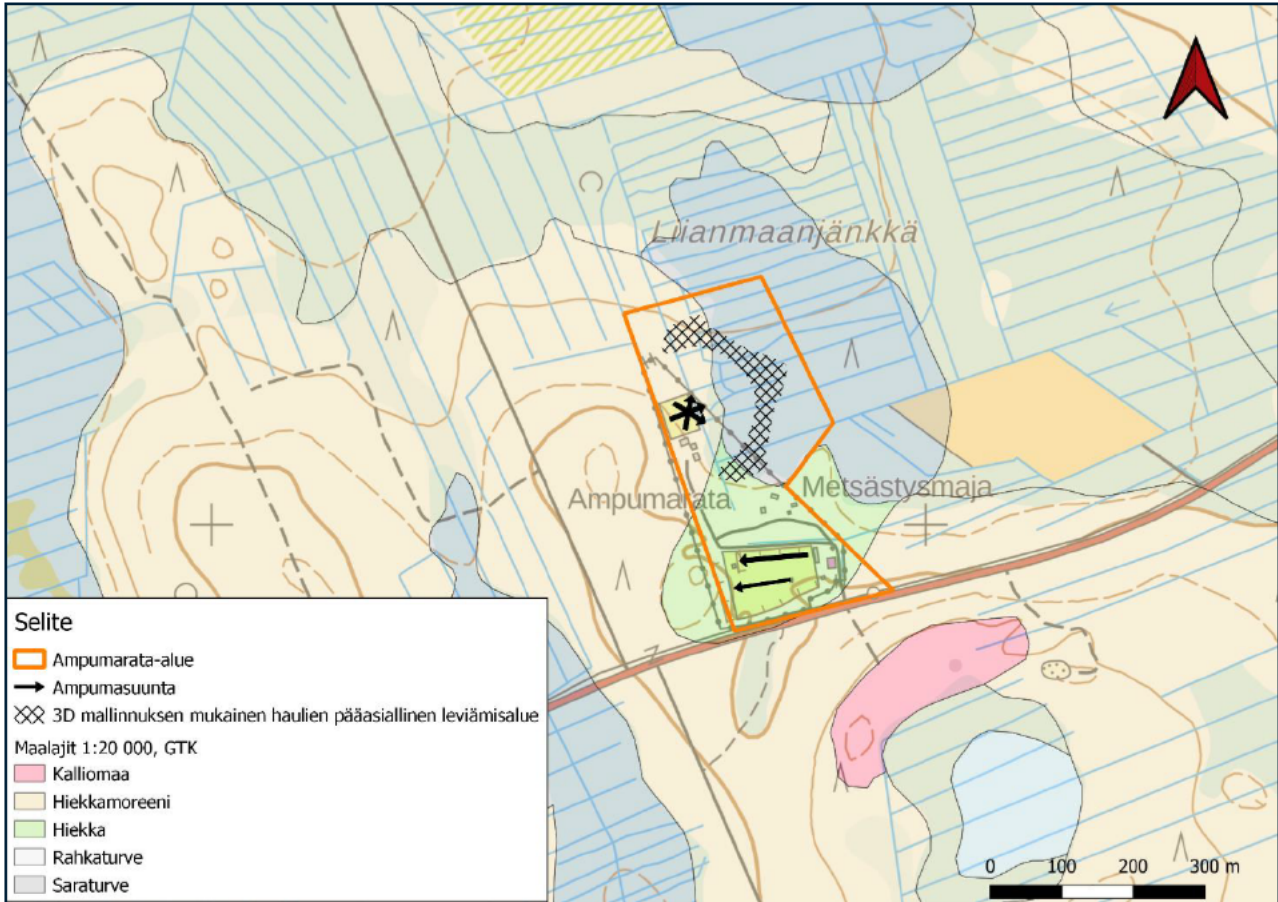 Liianmaanjänkkä
Ampumarata
Metsästysmaja
Selite
Ampumarata-alue
Ampumasuunta
3D mallinnuksen mukainen haulien pääasiallinen leviämisalue
Maalajit 1:20 000, GTK
Kalliomaa
Hiekkamoreeni
Hiekka
Rahkaturve
Saraturve
0 100 200 300 m